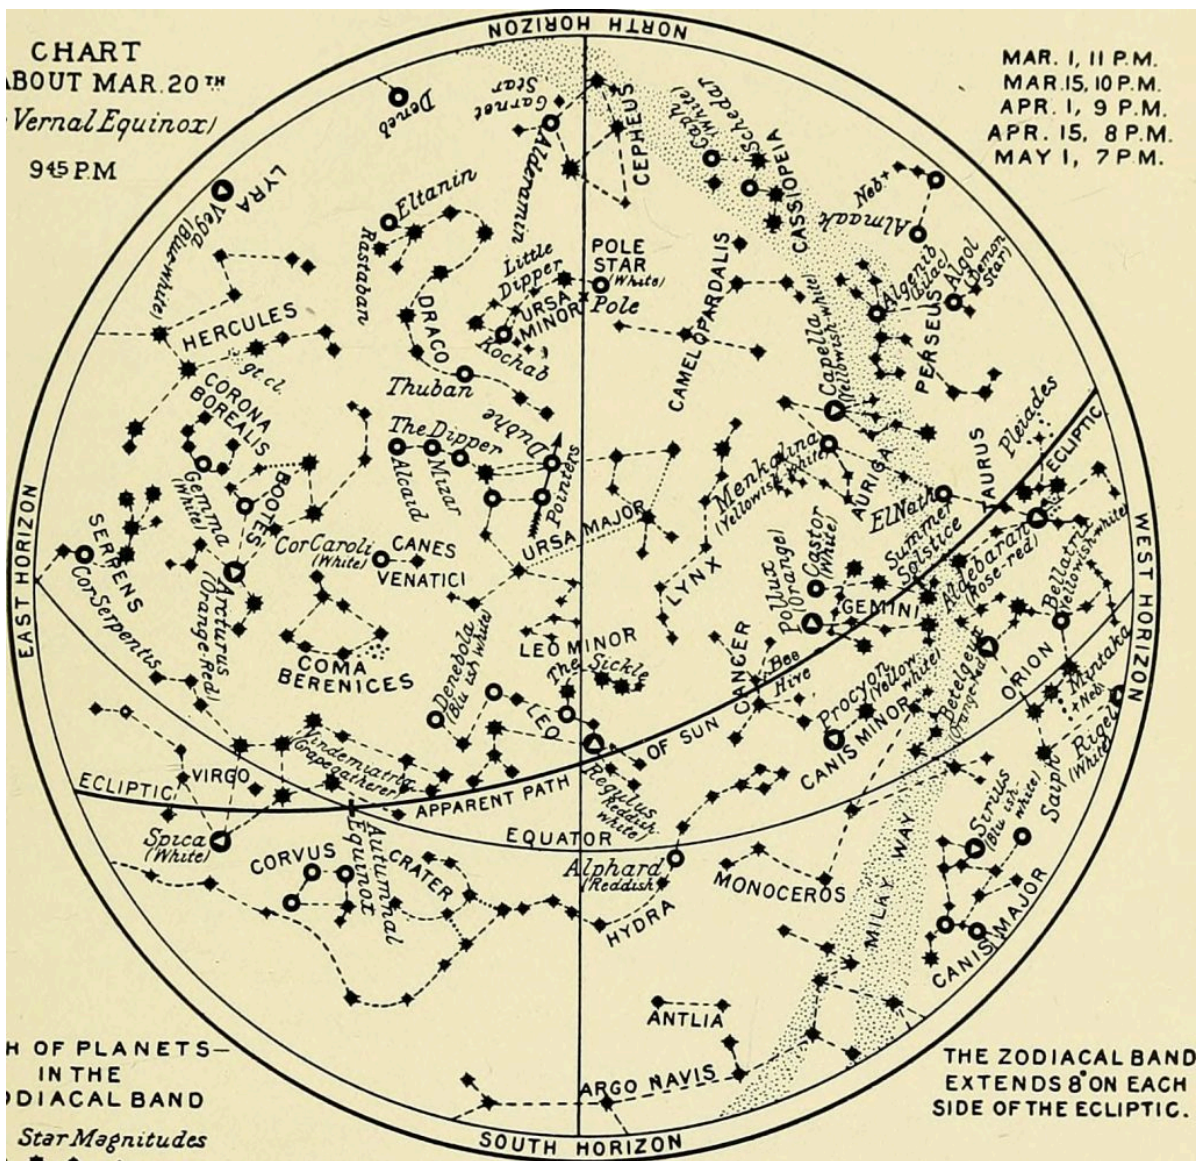 CHART
ABOUT MAR. 20TH
Vernal Equinox)
945 P.M
MAR. 1, 11 P.M.
MAR. 15, 10 P.M.
APR. 1, 9 P.M.
APR. 15, 8 P.M.
MAY 1, 7 P.M.
NORTH HORIZON
Deneb
Garnet
Star
Alderamin
CEPHEUS
Caph
(White)
Schedar
CASSIOPEIA
Neb+
Almaak
LYRA
Vega
(Blue-white)
Eltanin
Rastaban
Little
Dipper
URSA
MINOR
POLE
STAR
(White)
Pole
Kochab
DRACO
Thuban
CAMELOPARDALIS
Capella
(Yellowish-white)
Algenib
(Lilac)
Algol
(Demon
Star)
PERSEUS
HERCULES
gt. cl.
CORONA
BOREALIS
Gemma
(White)
BOOTES
The Dipper
Alcaid
Mizar
Dubhe
Pointers
URSA MAJOR
Menkalina
(Yellowish White)
AURIGA
El Nath
TAURUS
Pleiades
ECLIPTIC
Summer
Solstice
Aldebaran
(Rose-red)
Bellatrix
(Yellowish-white)
EAST HORIZON
WEST HORIZON
SERPENS
Cor Serpentis
Arcturus
(Orange Red)
Cor Caroli
(White)
CANES
VENATICI
COMA
BERENICES
Denebola
(Blu ish white)
LEO MINOR
The Sickle
LEO
LYNX
Pollux
(Orange)
Castor
(White)
GEMINI
CANCER
Bee
Hive
Procyon
(Yellow
white)
CANIS MINOR
Betelgeux
(Orange-red)
ORION
Mintaka
+Neb.
Rigel
(White)
Saiph
ECLIPTIC
VIRGO
Vindemiatrix
(Grape gatherer)
APPARENT PATH OF SUN
Regulus
Reddish-
white)
EQUATOR
Spica
(White)
CORVUS
Autumnal
Equinox
CRATER
Alphard
(Reddish)
HYDRA
MONOCEROS
MILKY WAY
Sirius
(Blu ish-
white)
CANIS MAJOR
ANTLIA
ARGO NAVIS
SOUTH HORIZON
H OF PLANETS—
IN THE
ODIACAL BAND
Star Magnitudes
THE ZODIACAL BAND
EXTENDS 8° ON EACH
SIDE OF THE ECLIPTIC.